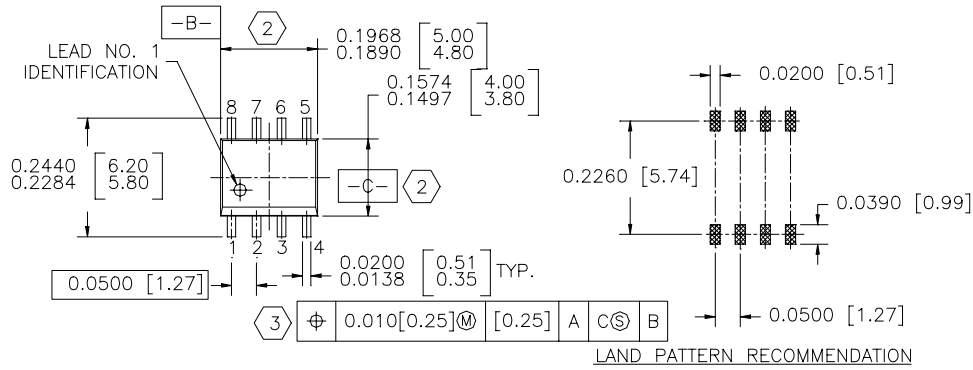 -B-
2
0.1968 [5.00]
0.1890 [4.80]
LEAD NO. 1
IDENTIFICATION
0.1574 [4.00]
0.1497 [3.80]
0.0200 [0.51]
8 7 6 5
0.2440 [6.20]
0.2284 [5.80]
-C-
2
0.2260 [5.74]
0.0390 [0.99]
1 2 3 4
0.0200 [0.51]
0.0138 [0.35] TYP.
0.0500 [1.27]
3 ⌖ 0.010[0.25]Ⓜ [0.25] A CⓈ B
0.0500 [1.27]
LAND PATTERN RECOMMENDATION